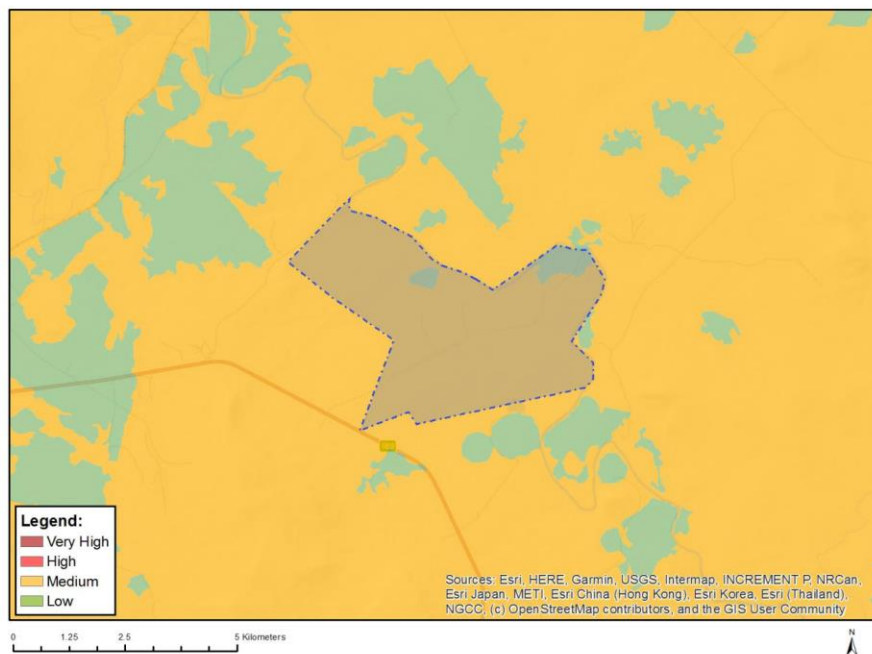 Legend:
Very High
High
Medium
Low
Sources: Esri, HERE, Garmin, USGS, Intermap, INCREMENT P, NRCan,
Esri Japan, METI, Esri China (Hong Kong), Esri Korea, Esri (Thailand),
NGCC, (c) OpenStreetMap contributors, and the GIS User Community
0 1.25 2.5 5 Kilometers
N